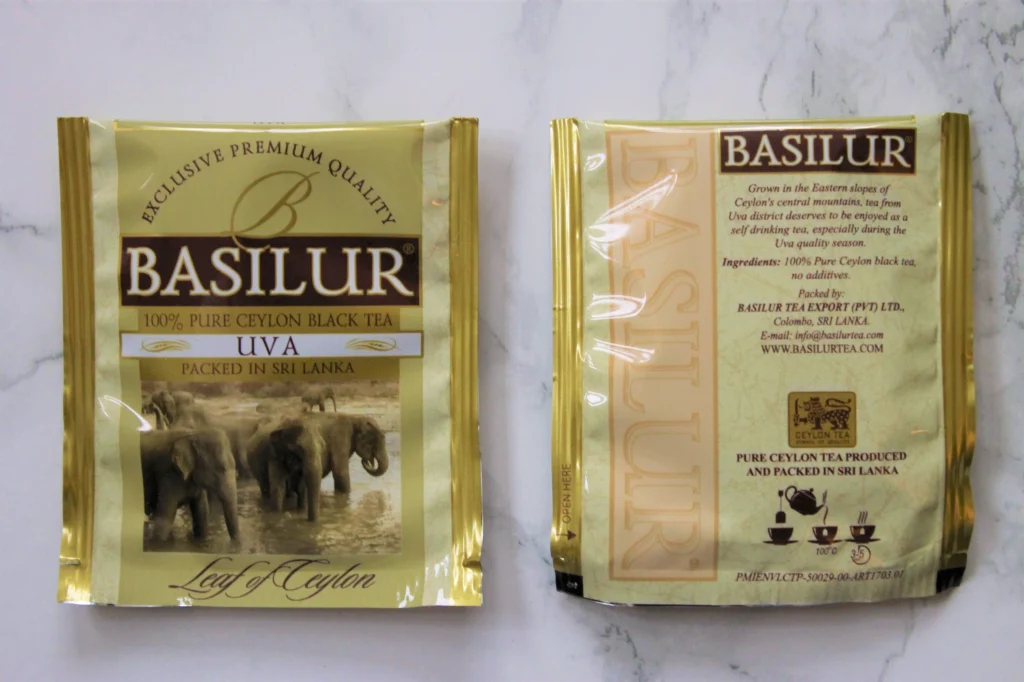 EXCLUSIVE PREMIUM QUALITY
B
BASILUR®
100% PURE CEYLON BLACK TEA
UVA
PACKED IN SRI LANKA
Leaf of Ceylon
BASILUR®
BASILUR®
Grown in the Eastern slopes of
Ceylon's central mountains, tea from
Uva district deserves to be enjoyed as a
self drinking tea, especially during the
Uva quality season.
Ingredients: 100% Pure Ceylon black tea,
no additives.
Packed by:
BASILUR TEA EXPORT (PVT) LTD.,
Colombo, SRI LANKA.
E-mail: info@basilurtea.com
WWW.BASILURTEA.COM
CEYLON TEA
PURE CEYLON TEA PRODUCED
AND PACKED IN SRI LANKA
100°C
3-5
OPEN HERE
PMIENVLCTP-50029-00-ART1703.01